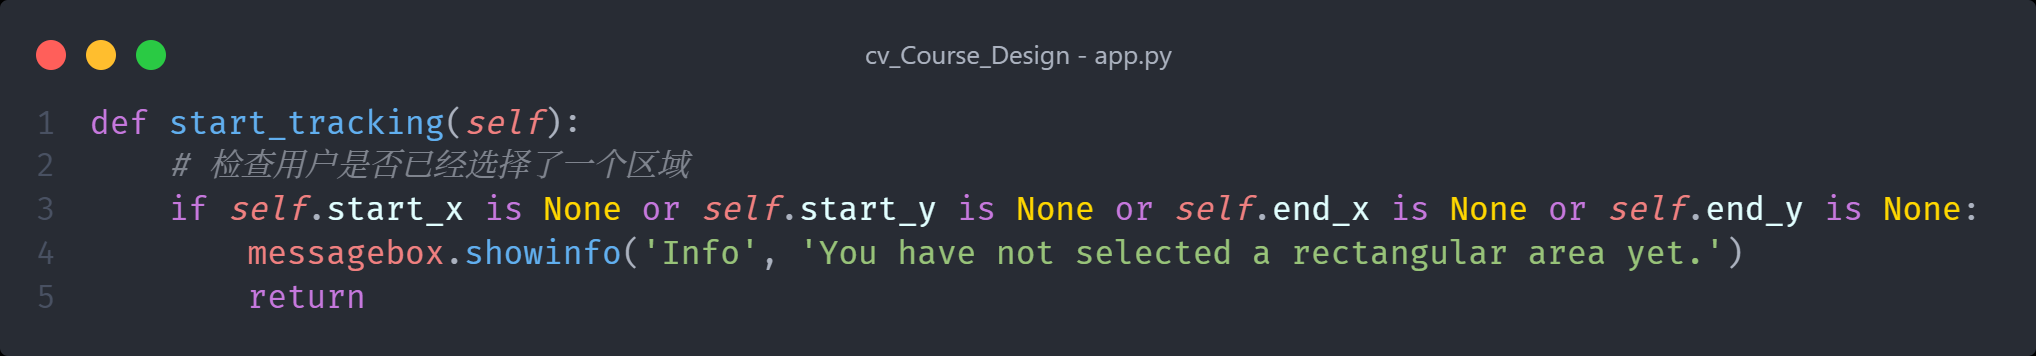 cv_Course_Design - app.py
1 def start_tracking(self):
2     # 检查用户是否已经选择了一个区域
3     if self.start_x is None or self.start_y is None or self.end_x is None or self.end_y is None:
4         messagebox.showinfo('Info', 'You have not selected a rectangular area yet.')
5         return